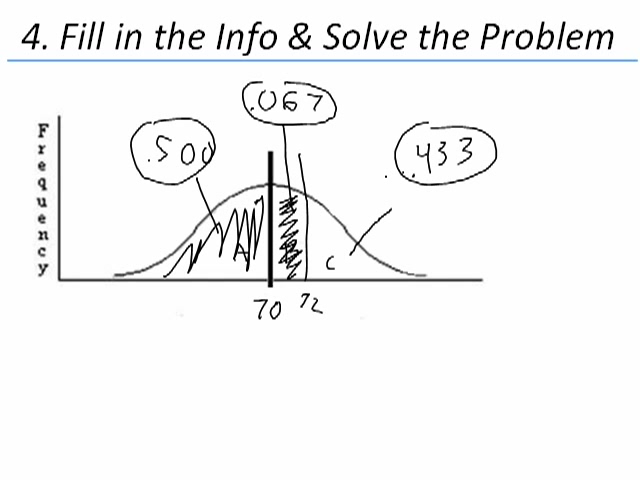 4. Fill in the Info & Solve the Problem
.067
.500
.433
Frequency
C
70 72